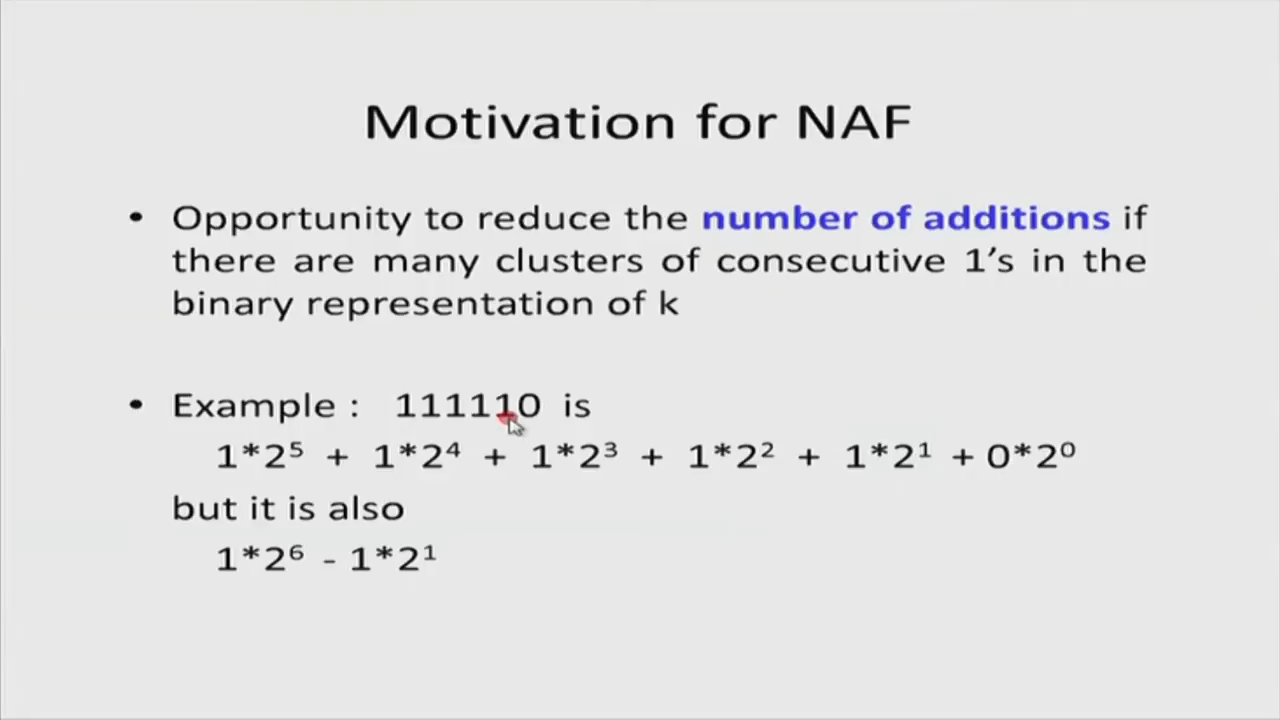 Motivation for NAF
• Opportunity to reduce the number of additions if
there are many clusters of consecutive 1’s in the
binary representation of k
• Example : 111110 is
1*2⁵ + 1*2⁴ + 1*2³ + 1*2² + 1*2¹ + 0*2⁰
but it is also
1*2⁶ - 1*2¹